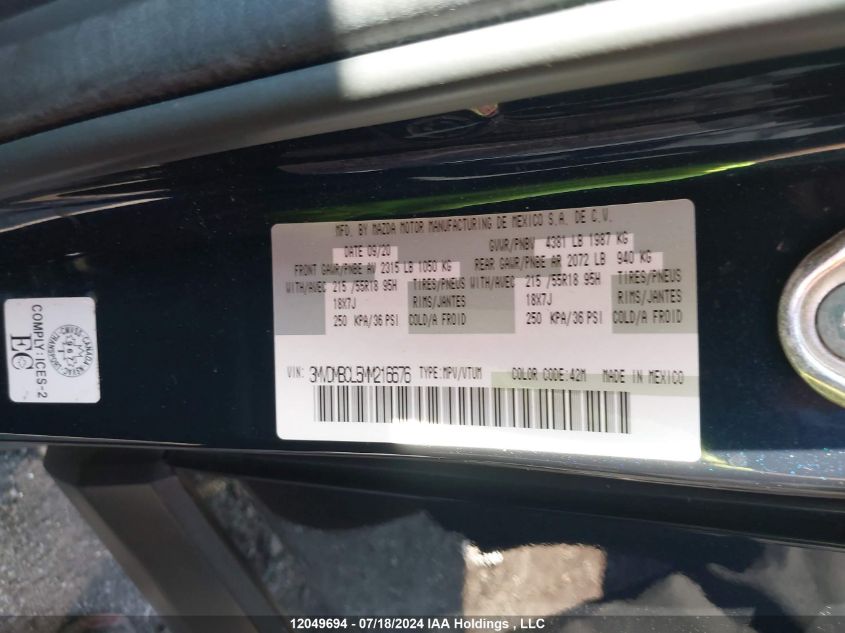 MFD. BY MAZDA MOTOR MANUFACTURING DE MEXICO S.A. DE C.V.
DATE 09/20 GVWR/PNBV 4381 LB 1987 KG
FRONT GAWR/PNBE AV 2315 LB 1050 KG REAR GAWR/PNBE AR 2072 LB 940 KG
WITH/AVEC 215 /55R18 95H TIRES/PNEUS WITH/AVEC 215 /55R18 95H TIRES/PNEUS
18X7J RIMS/JANTES 18X7J RIMS/JANTES
250 KPA/36 PSI COLD/A FROID 250 KPA/36 PSI COLD/A FROID
VIN: 3MVDMBCL5MM216676 TYPE:MPV/VTUM COLOR CODE:42M MADE IN MEXICO
COMPLY:ICES-2
EC
12049694 - 07/18/2024 IAA Holdings , LLC